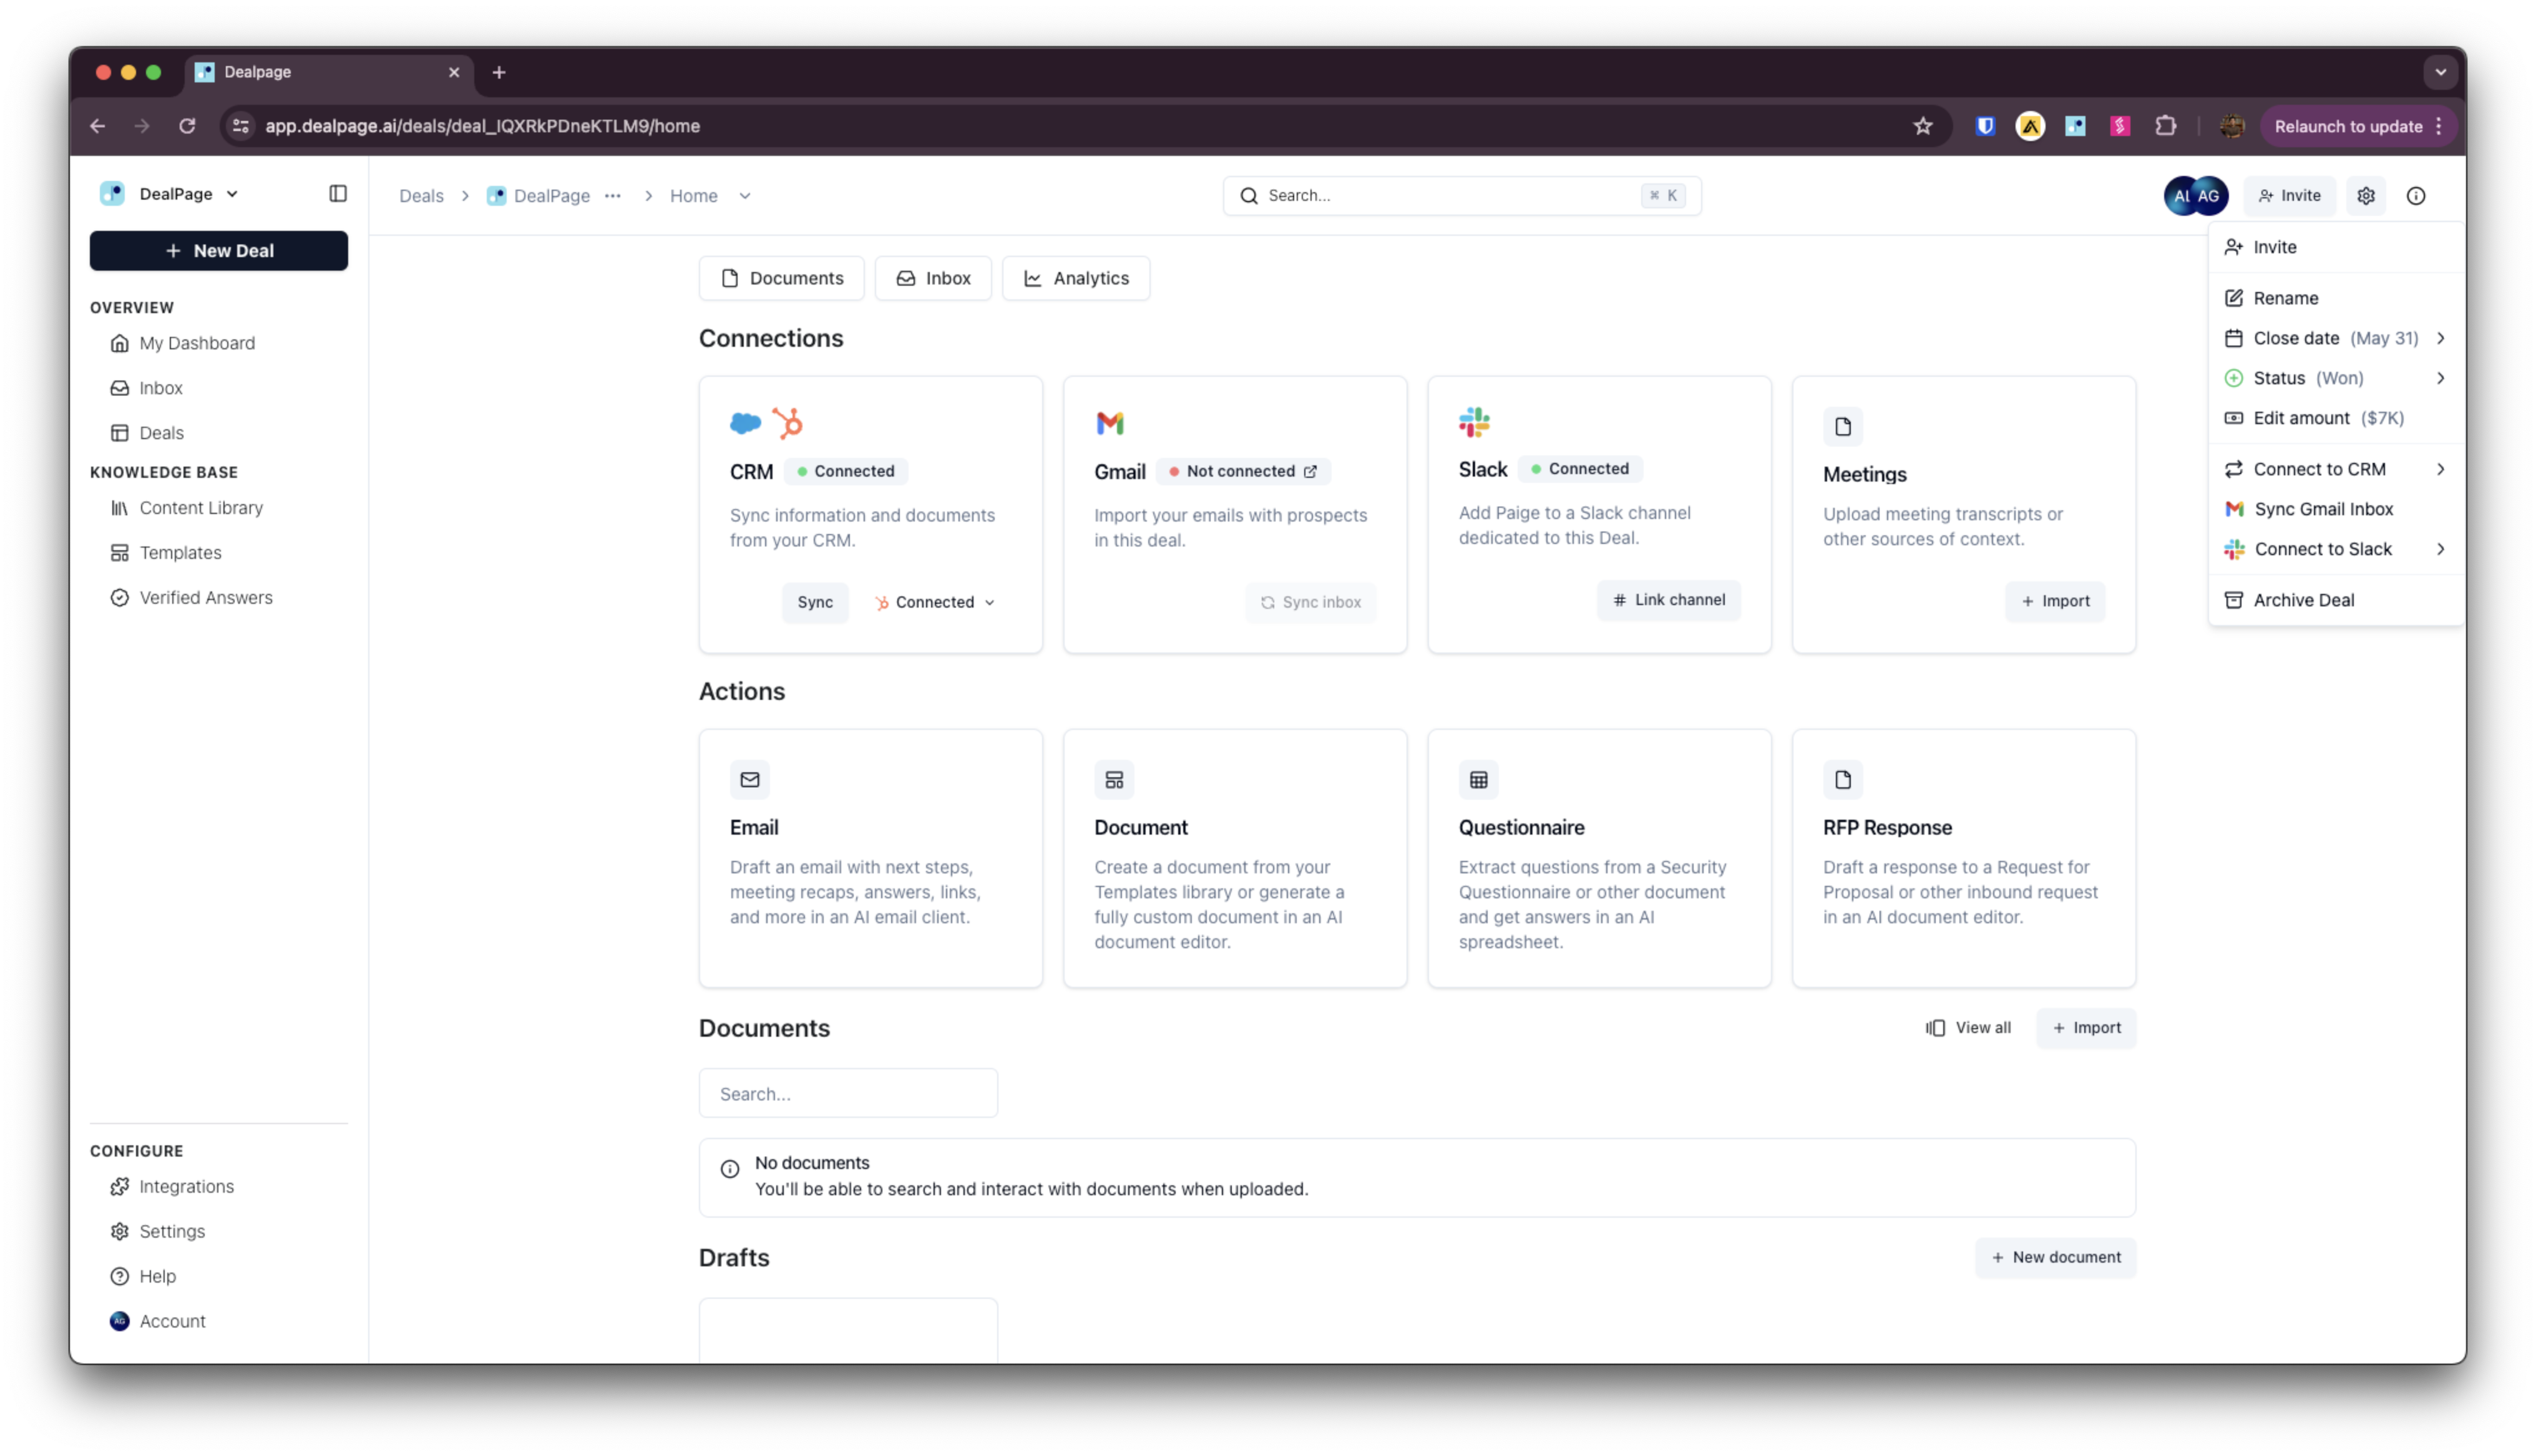 Dealpage
app.dealpage.ai/deals/deal_lQXRkPDneKTLM9/home
Relaunch to update
DealPage
New Deal
OVERVIEW
My Dashboard
Inbox
Deals
KNOWLEDGE BASE
Content Library
Templates
Verified Answers
CONFIGURE
Integrations
Settings
Help
AG
Account
Deals
DealPage
Home
Search...
⌘ K
AL
AG
Invite
Documents
Inbox
Analytics
Connections
CRM
Connected
Sync information and documents
from your CRM.
Sync
Connected
Gmail
Not connected
Import your emails with prospects
in this deal.
Sync inbox
Slack
Connected
Add Paige to a Slack channel
dedicated to this Deal.
# Link channel
Meetings
Upload meeting transcripts or
other sources of context.
+ Import
Actions
Email
Draft an email with next steps,
meeting recaps, answers, links,
and more in an AI email client.
Document
Create a document from your
Templates library or generate a
fully custom document in an AI
document editor.
Questionnaire
Extract questions from a Security
Questionnaire or other document
and get answers in an AI
spreadsheet.
RFP Response
Draft a response to a Request for
Proposal or other inbound request
in an AI document editor.
Documents
View all
+ Import
Search...
No documents
You'll be able to search and interact with documents when uploaded.
Drafts
+ New document
Invite
Rename
Close date (May 31)
Status (Won)
Edit amount ($7K)
Connect to CRM
Sync Gmail Inbox
Connect to Slack
Archive Deal